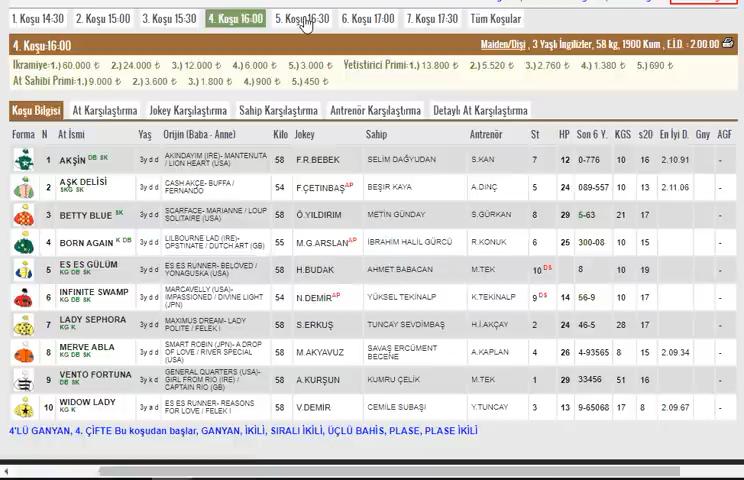 1. Koşu 14:30 2. Koşu 15:00 3. Koşu 15:30 4. Koşu 16:00 5. Koşu 16:30 6. Koşu 17:00 7. Koşu 17:30 Tüm Koşular
4. Koşu:16:00 Maiden/Dişi , 3 Yaşlı İngilizler, 58 kg, 1900 Kum , E.İ.D. : 2.00.00
İkramiye:1.) 60.000 ₺ 2.) 24.000 ₺ 3.) 12.000 ₺ 4.) 6.000 ₺ 5.) 3.000 ₺ Yetistirici Primi:1.) 13.800 ₺ 2.) 5.520 ₺ 3.) 2.760 ₺ 4.) 1.380 ₺ 5.) 690 ₺
At Sahibi Primi:1.) 9.000 ₺ 2.) 3.600 ₺ 3.) 1.800 ₺ 4.) 900 ₺ 5.) 450 ₺
Koşu Bilgisi At Karşılaştırma Jokey Karşılaştırma Sahip Karşılaştırma Antrenör Karşılaştırma Detaylı At Karşılaştırma
Forma N At İsmi Yaş Orijin (Baba - Anne) Kilo Jokey Sahip Antrenör St HP Son 6 Y. KGS s20 En İyi D. Gny AGF
1 AKŞİN DB SK 3y d d AKINDAYIM (IRE)- MANTENUTA / LION HEART (USA) 58 F.R.BEBEK SELİM DAĞYUDAN S.KAN 7 12 0-776 10 16 2.10.91 -
2 AŞK DELİSİ SKG SK 3y d d CASH AKÇE- BUFFA / FERNANDO 54 F.ÇETİNBAŞ AP BEŞİR KAYA A.DİNÇ 5 24 089-557 10 13 2.11.06 -
3 BETTY BLUE SK 3y d d SCARFACE- MARIANNE / LOUP SOLITAIRE (USA) 58 Ö.YILDIRIM METİN GÜNDAY S.GÜRKAN 8 29 5-63 21 17 -
4 BORN AGAIN K DB 3y d d LILBOURNE LAD (IRE)- OPSTINATE / DUTCH ART (GB) 55 M.G.ARSLAN AP İBRAHİM HALİL GÜRCÜ R.KONUK 6 25 300-08 10 15 -
5 ES ES GÜLÜM KG DB SK 3y d d ES ES RUNNER- BELOVED / YONAGUSKA (USA) 58 H.BUDAK AHMET BABACAN M.TEK 10 DS 8 10 19 -
6 INFINITE SWAMP KG DB SK 3y d d MARCAVELLY (USA)- IMPASSIONED / DIVINE LIGHT (JPN) 54 N.DEMİR AP YÜKSEL TEKİNALP K.TEKİNALP 9 DS 14 56-9 10 17 -
7 LADY SEPHORA KG K 3y d d MAXIMUS DREAM- LADY POLITE / FELEK I 58 S.ERKUŞ TUNCAY SEVDİMBAŞ H.İ.AKÇAY 2 24 46-5 28 17 -
8 MERVE ABLA KG DB SK 3y d d SMART ROBIN (JPN)- A DROP OF LOVE / RIVER SPECIAL (USA) 58 M.AKYAVUZ SAVAŞ ERCÜMENT BECENE A.KAPLAN 4 26 4-93565 8 15 2.09.34 -
9 VENTO FORTUNA DB SK 3y k d GENERAL QUARTERS (USA)- GIRL FROM RIO (IRE) / CAPTAIN RIO (GB) 58 A.KURŞUN KUMRU ÇELİK M.TEK 1 29 33456 51 16 -
10 WIDOW LADY KG K 3y a d ES ES RUNNER- REASONS FOR LOVE / FELEK I 58 V.DEMİR CEMİLE SUBAŞI Y.TUNCAY 3 13 9-65068 17 8 2.09.67 -
4'LÜ GANYAN, 4. ÇİFTE Bu koşudan başlar, GANYAN, İKİLİ, SIRALI İKİLİ, ÜÇLÜ BAHİS, PLASE, PLASE İKİLİ